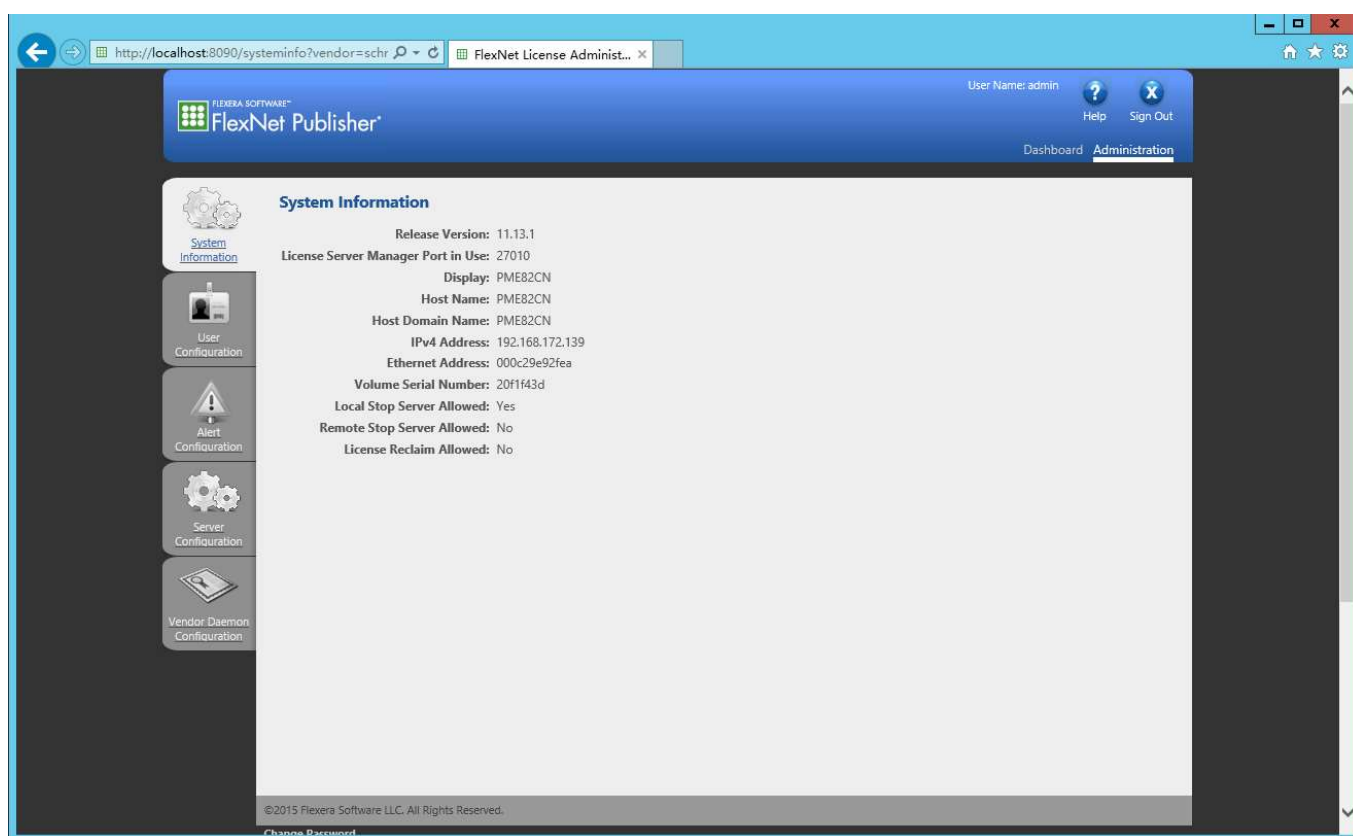 http://localhost:8090/systeminfo?vendor=schr
FlexNet License Administ...
FLEXERA SOFTWARE™
FlexNet Publisher®
User Name: admin
Help
Sign Out
Dashboard
Administration
System Information
User Configuration
Alert Configuration
Server Configuration
Vendor Daemon Configuration
System Information
Release Version: 11.13.1
License Server Manager Port in Use: 27010
Display: PME82CN
Host Name: PME82CN
Host Domain Name: PME82CN
IPv4 Address: 192.168.172.139
Ethernet Address: 000c29e92fea
Volume Serial Number: 20f1f43d
Local Stop Server Allowed: Yes
Remote Stop Server Allowed: No
License Reclaim Allowed: No
©2015 Flexera Software LLC. All Rights Reserved.
Change Password